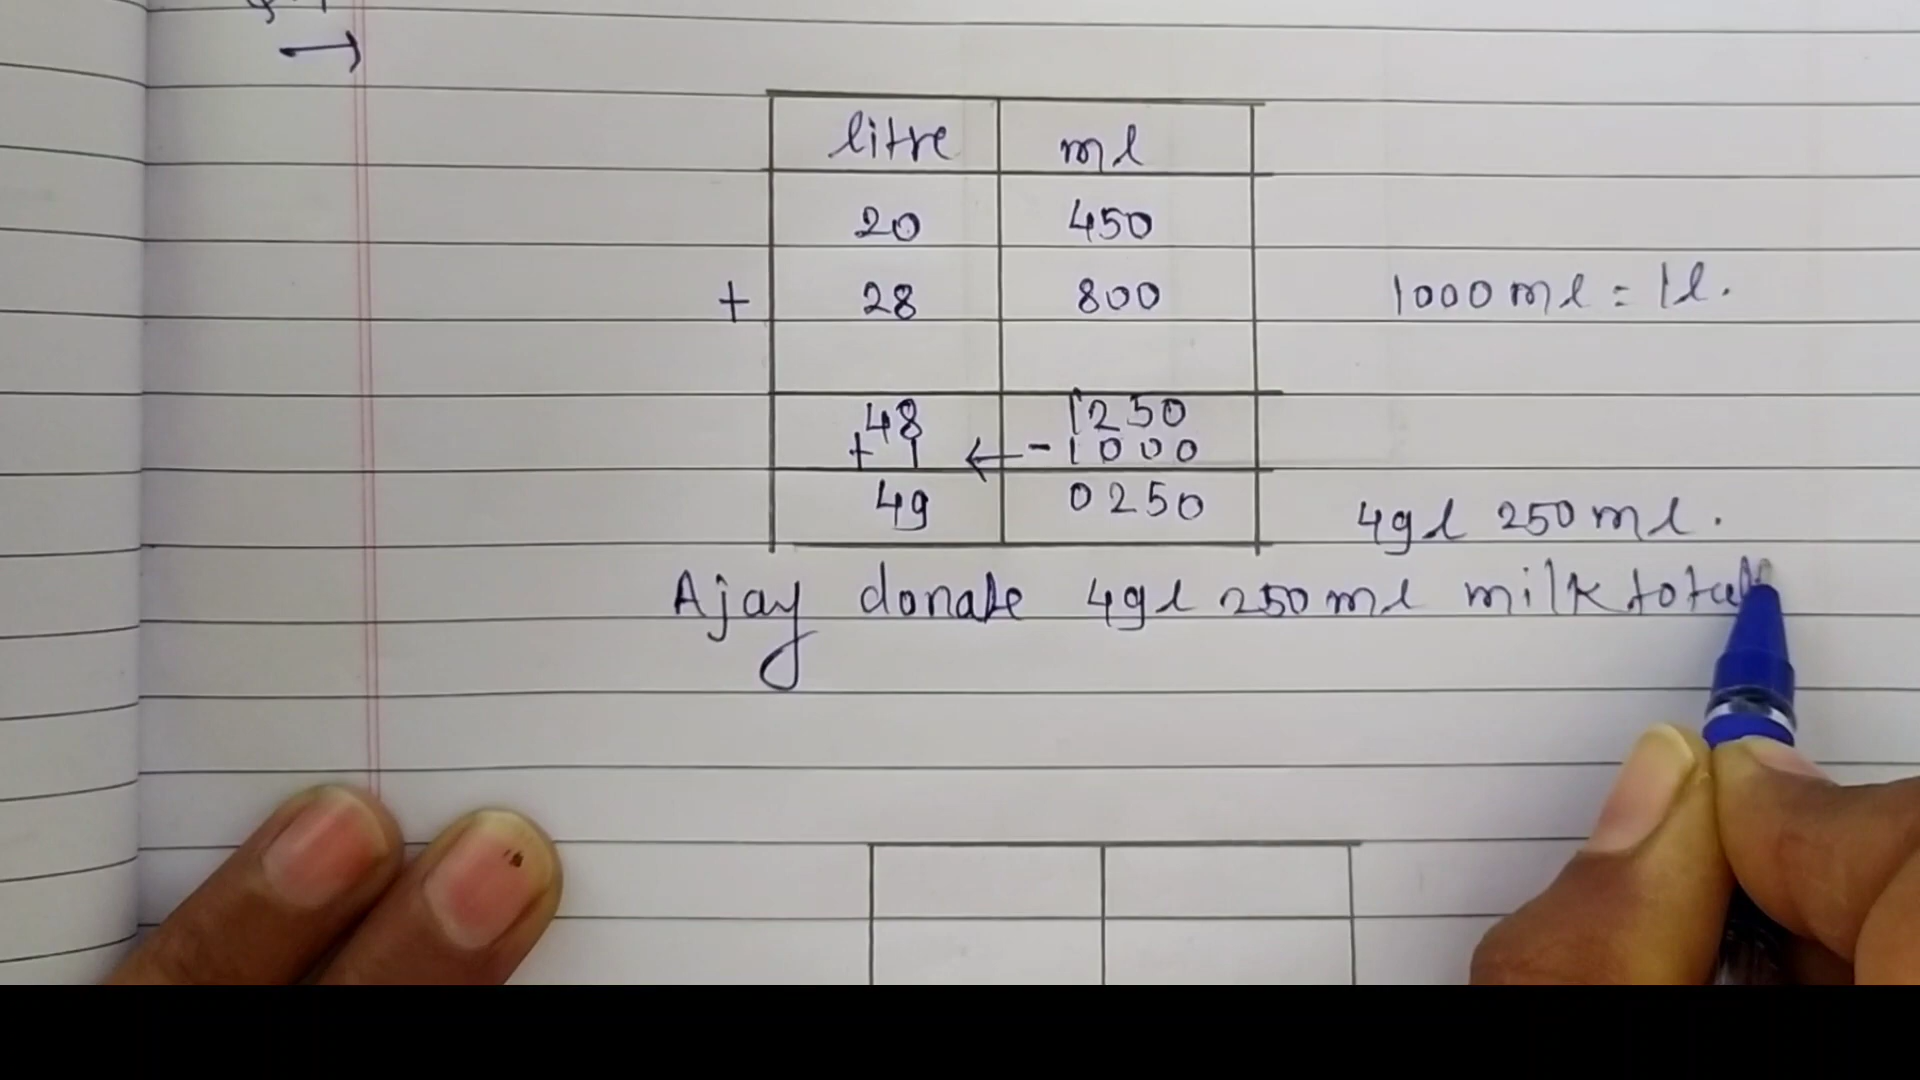 litre ml
20 450
+ 28 800
1000 ml = 1l.
48 1250
+ 1 ← - 1000
49 0250
49l 250 ml.
Ajay donate 49l 250 ml milk total